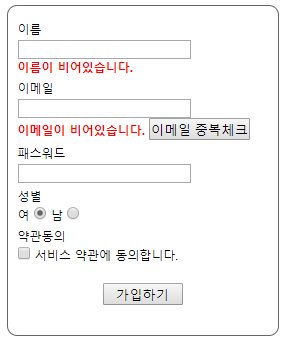 이름
이름이 비어있습니다.
이메일
이메일이 비어있습니다. 이메일 중복체크
패스워드
성별
여 남
약관동의
서비스 약관에 동의합니다.
가입하기